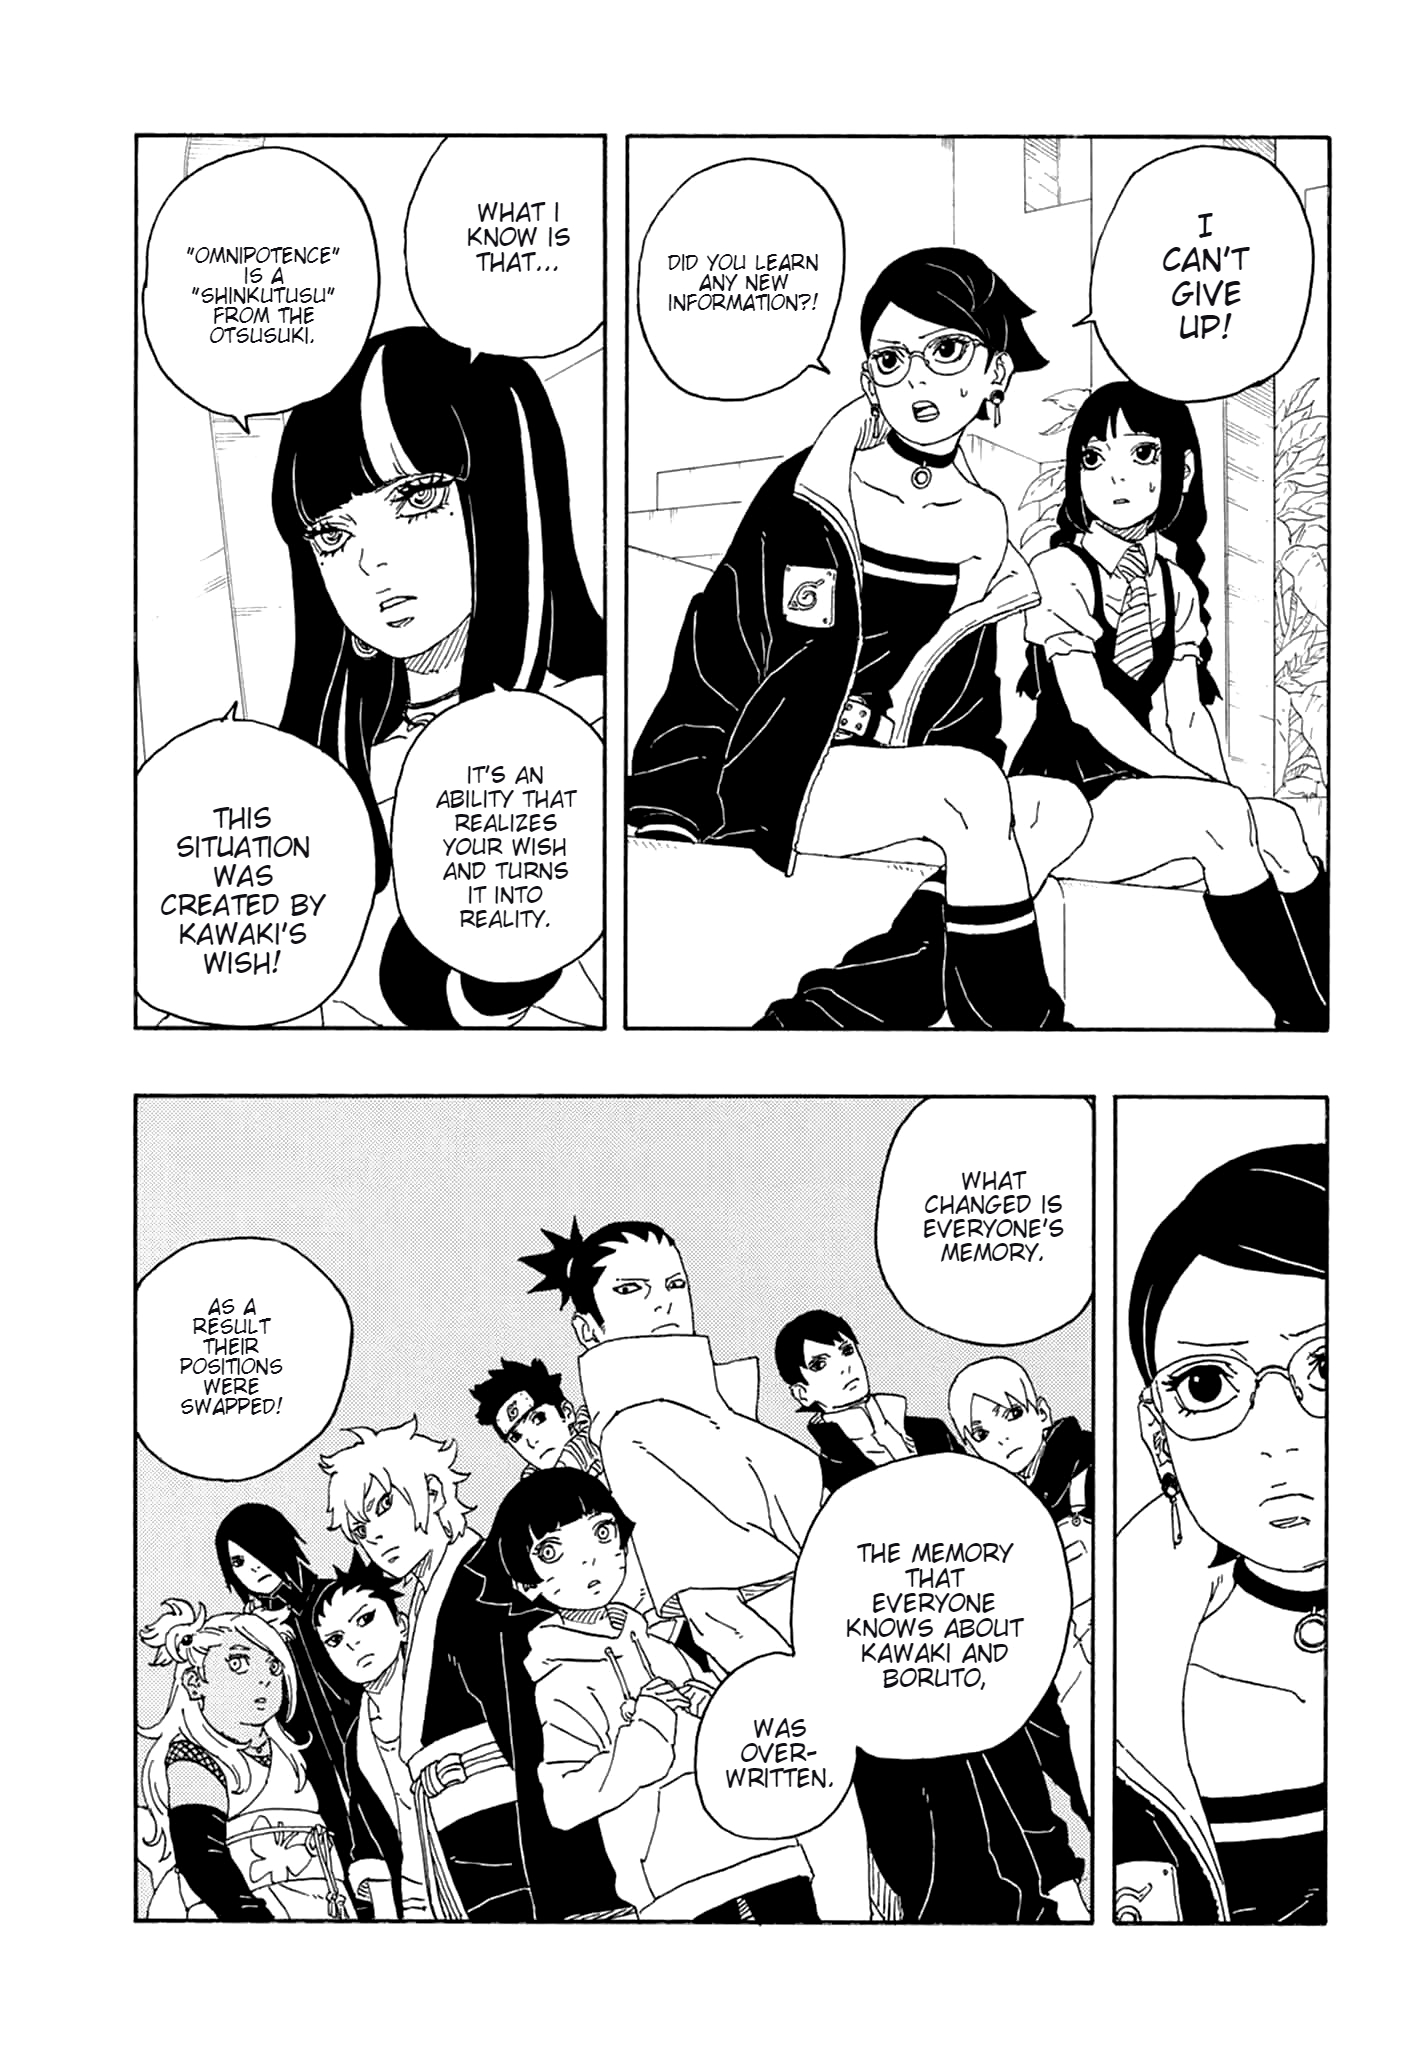 I
CAN'T
GIVE
UP!
DID YOU LEARN
ANY NEW
INFORMATION?!
WHAT I
KNOW IS
THAT...
"OMNIPOTENCE"
IS A
"SHINKUTUSU"
FROM THE
OTSUSUKI.
IT'S AN
ABILITY THAT
REALIZES
YOUR WISH
AND TURNS
IT INTO
REALITY.
THIS
SITUATION
WAS
CREATED BY
KAWAKI'S
WISH!
WHAT
CHANGED IS
EVERYONE'S
MEMORY.
THE MEMORY
THAT
EVERYONE
KNOWS ABOUT
KAWAKI AND
BORUTO,
WAS
OVER-
WRITTEN.
AS A
RESULT
THEIR
POSITIONS
WERE
SWAPPED!